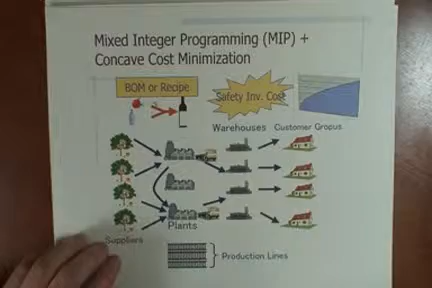 Mixed Integer Programming (MIP) +
Concave Cost Minimization
BOM or Recipe
Safety Inv. Cost
Warehouses
Customer Gropus
Suppliers
Plants
Production Lines